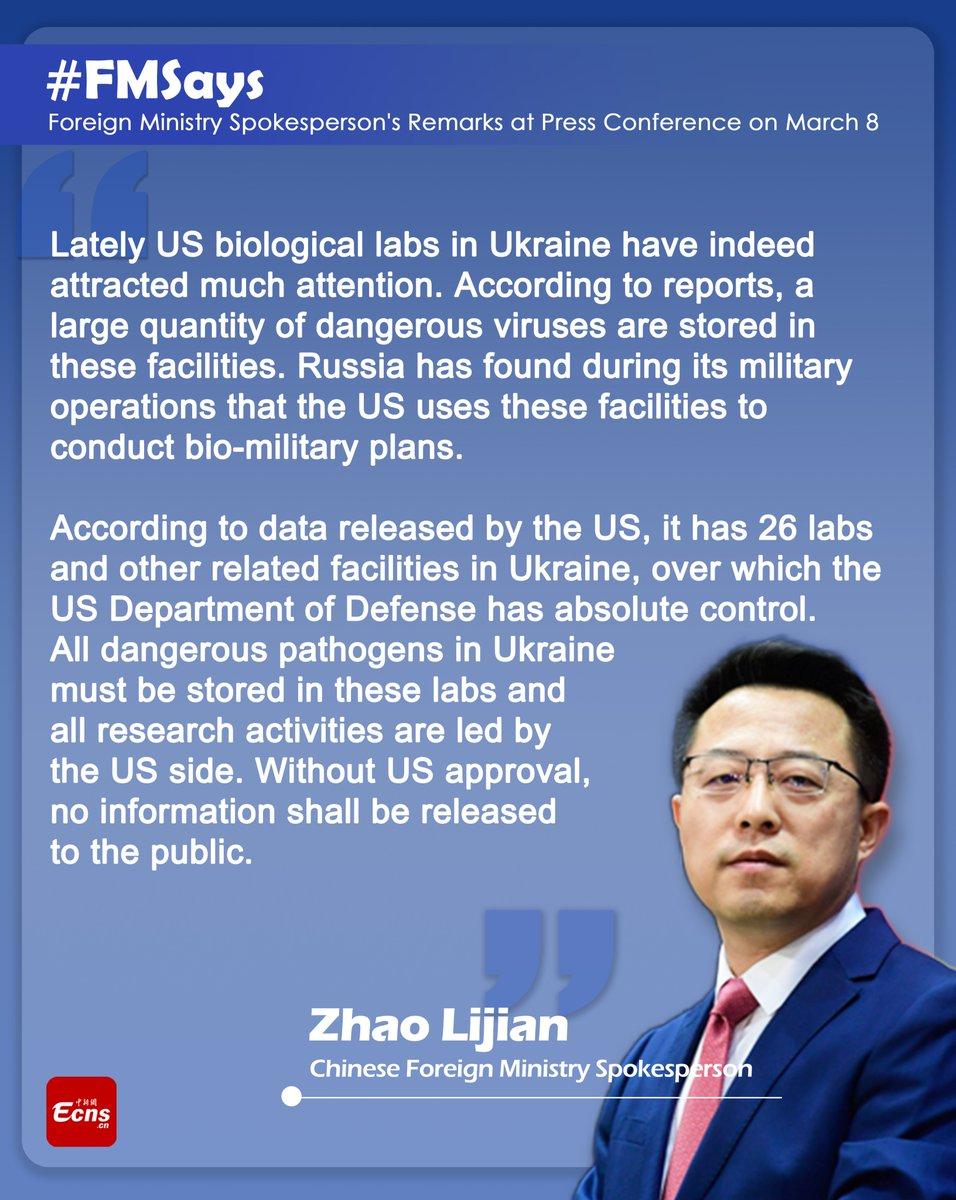 #FMSays
Foreign Ministry Spokesperson's Remarks at Press Conference on March 8
Lately US biological labs in Ukraine have indeed
attracted much attention. According to reports, a
large quantity of dangerous viruses are stored in
these facilities. Russia has found during its military
operations that the US uses these facilities to
conduct bio-military plans.
According to data released by the US, it has 26 labs
and other related facilities in Ukraine, over which the
US Department of Defense has absolute control.
All dangerous pathogens in Ukraine
must be stored in these labs and
all research activities are led by
the US side. Without US approval,
no information shall be released
to the public.
Zhao Lijian
Chinese Foreign Ministry Spokesperson
中新網
Ecns
.cn